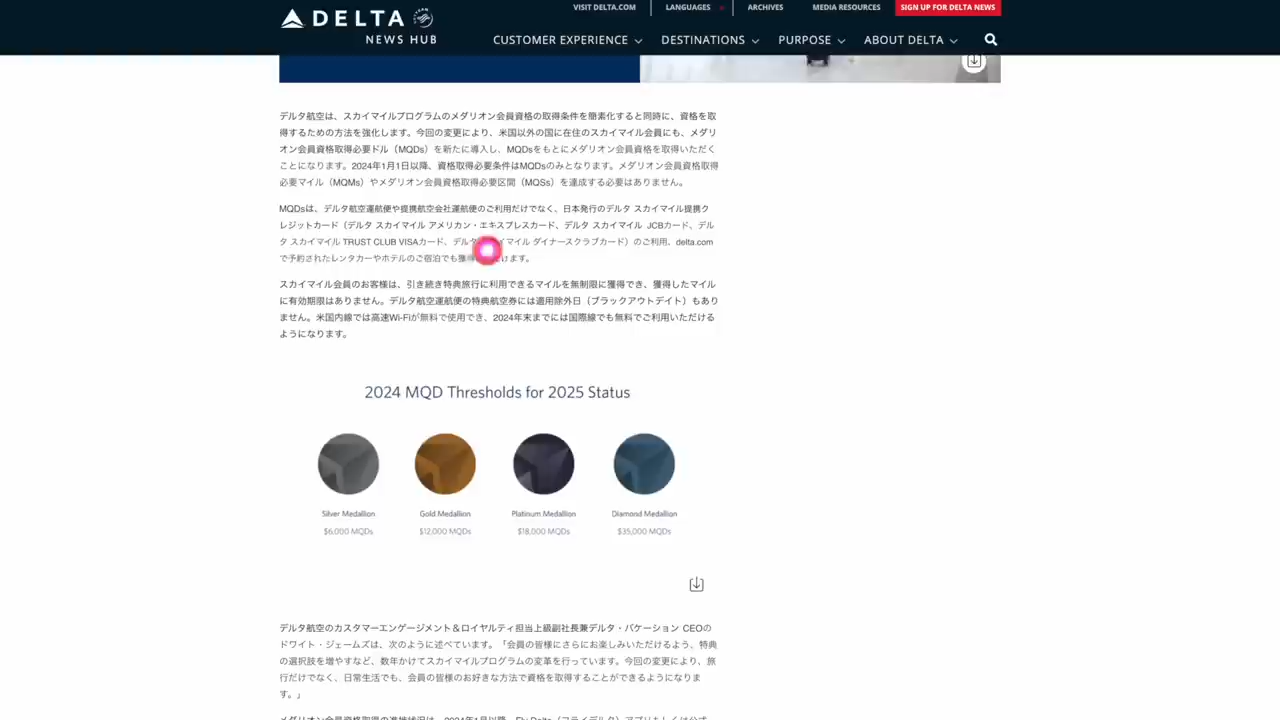 VISIT DELTA.COM LANGUAGES ARCHIVES MEDIA RESOURCES SIGN UP FOR DELTA NEWS
DELTA
NEWS HUB
CUSTOMER EXPERIENCE DESTINATIONS PURPOSE ABOUT DELTA
デルタ航空は、スカイマイルプログラムのメダリオン会員資格の取得条件を簡素化すると同時に、資格を取
得するための方法を強化します。今回の変更により、米国以外の国に在住のスカイマイル会員にも、メダリ
オン会員資格取得必要ドル（MQDs）を新たに導入し、MQDsをもとにメダリオン会員資格を取得いただく
ことになります。2024年1月1日以降、資格取得必要条件はMQDsのみとなります。メダリオン会員資格取得
必要マイル（MQMs）やメダリオン会員資格取得必要区間（MQSs）を達成する必要はありません。
MQDsは、デルタ航空運航便や提携航空会社運航便のご利用だけでなく、日本発行のデルタ スカイマイル提携ク
レジットカード（デルタ スカイマイル アメリカン・エキスプレスカード、デルタ スカイマイル JCBカード、デル
タ スカイマイル TRUST CLUB VISAカード、デルタ イマイル ダイナースクラブカード）のご利用、delta.com
で予約されたレンタカーやホテルのご宿泊でも けます。
スカイマイル会員のお客様は、引き続き特典旅行に利用できるマイルを無制限に獲得でき、獲得したマイル
に有効期限はありません。デルタ航空運航便の特典航空券には適用除外日（ブラックアウトデイト）もあり
ません。米国内線では高速Wi-Fiが無料で使用でき、2024年末までには国際線でも無料でご利用いただける
ようになります。
2024 MQD Thresholds for 2025 Status
Silver Medallion Gold Medallion Platinum Medallion Diamond Medallion
$6,000 MQDs $12,000 MQDs $18,000 MQDs $35,000 MQDs
デルタ航空のカスタマーエンゲージメント＆ロイヤルティ担当上級副社長兼デルタ・バケーション CEOの
ドワイト・ジェームズは、次のように述べています。「会員の皆様にさらにお楽しみいただけるよう、特典
の選択肢を増やすなど、数年かけてスカイマイルプログラムの変革を行っています。今回の変更により、旅
行だけでなく、日常生活でも、会員の皆様のお好きな方法で資格を取得することができるようになりま
す。」